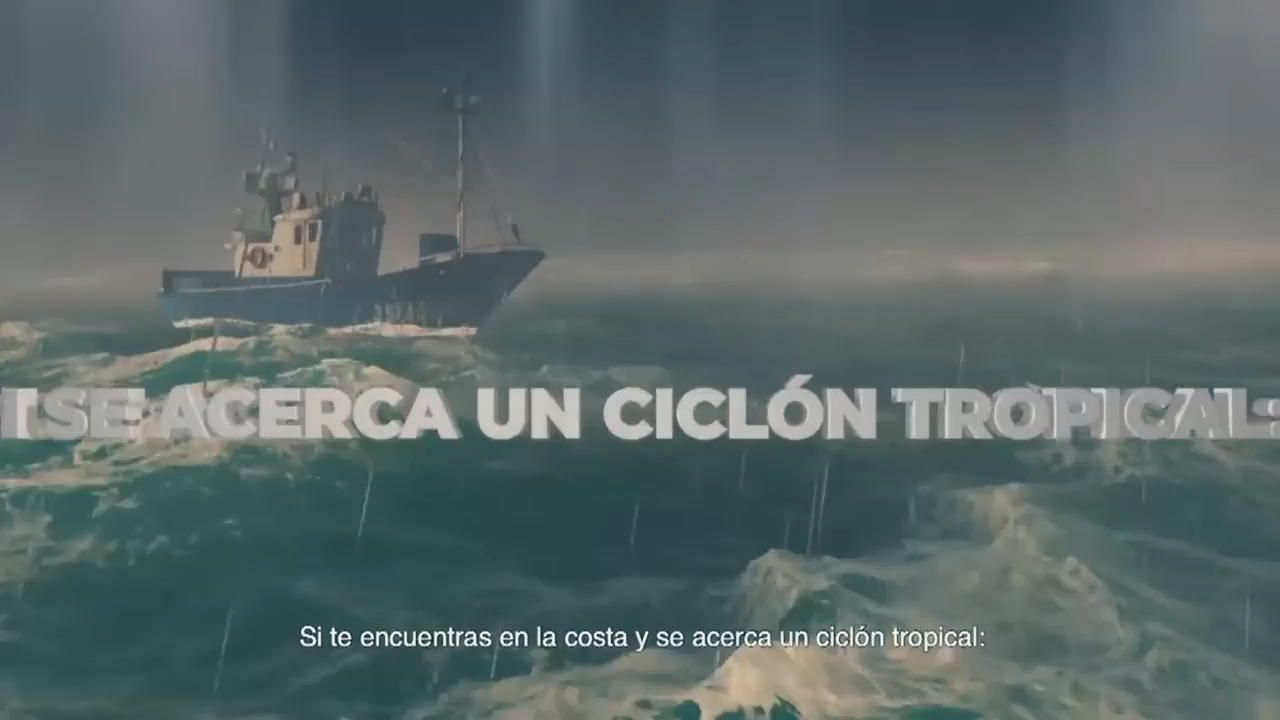 SE ACERCA UN CICLÓN TROPICAL:
Si te encuentras en la costa y se acerca un ciclón tropical: